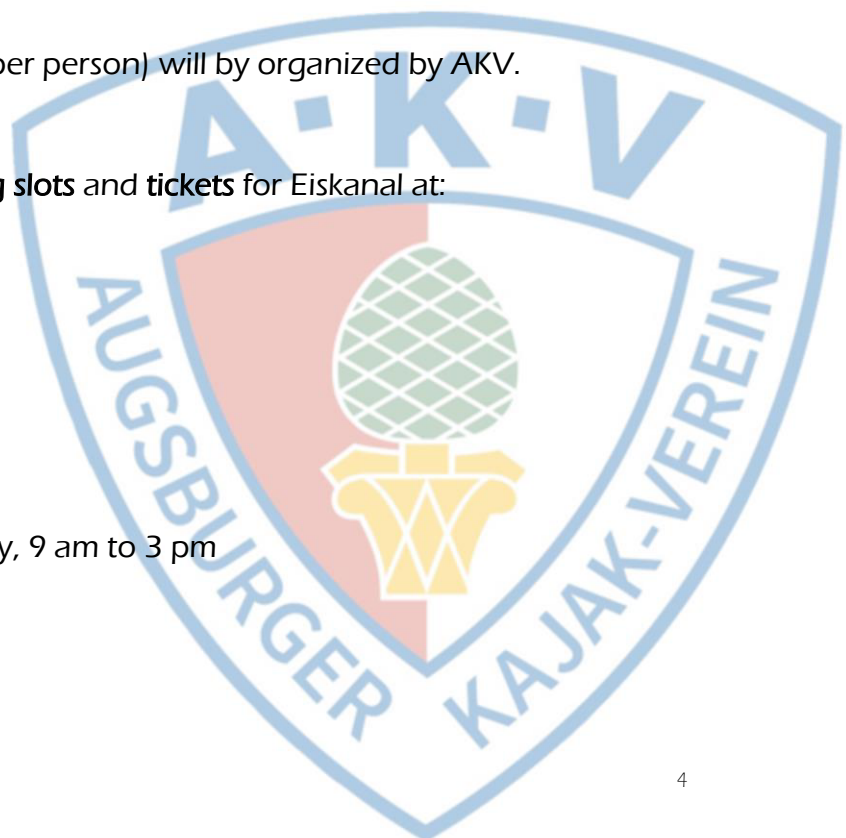 per person) will by organized by AKV.
A·K·V
slots and tickets for Eiskanal at:
AUGSBURGER KAJAK-VEREIN
y, 9 am to 3 pm
4